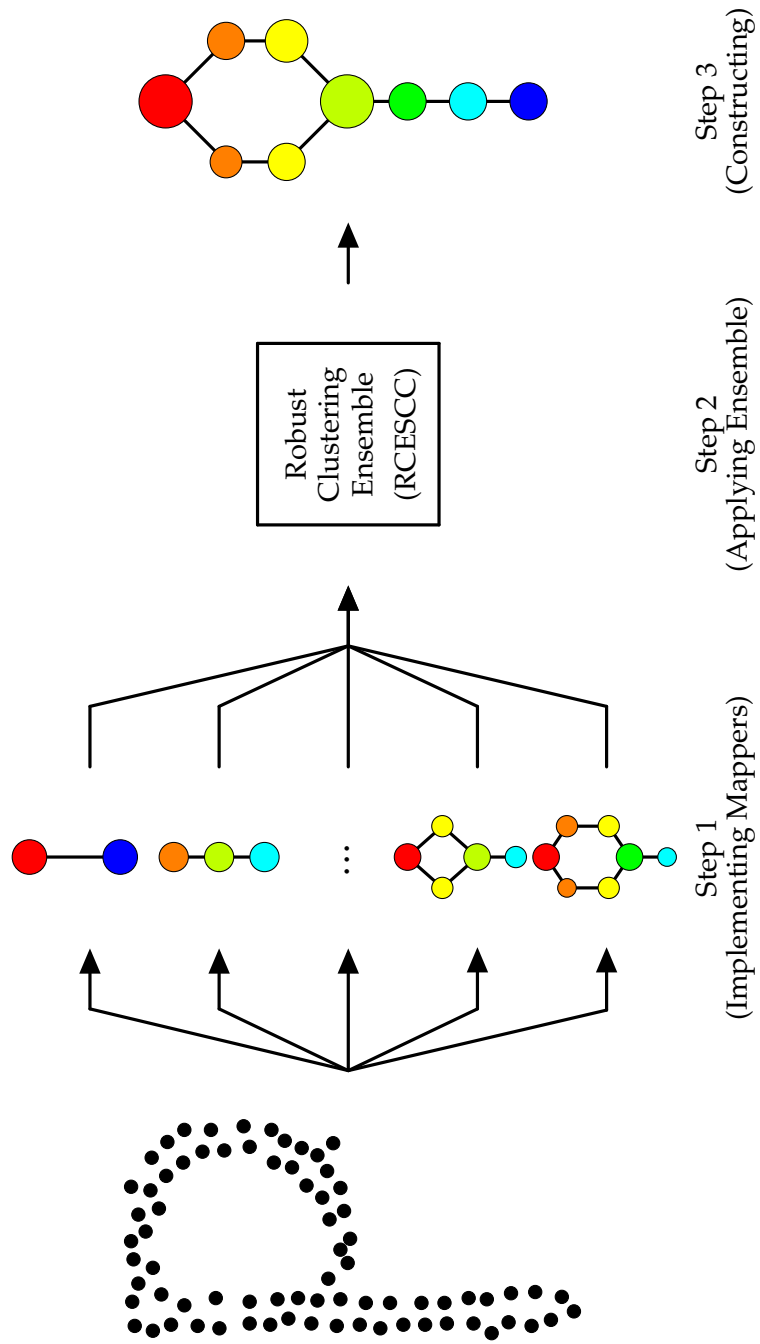 ...
Step 1
(Implementing Mappers)
Robust
Clustering
Ensemble
(RCESCC)
Step 2
(Applying Ensemble)
Step 3
(Constructing)